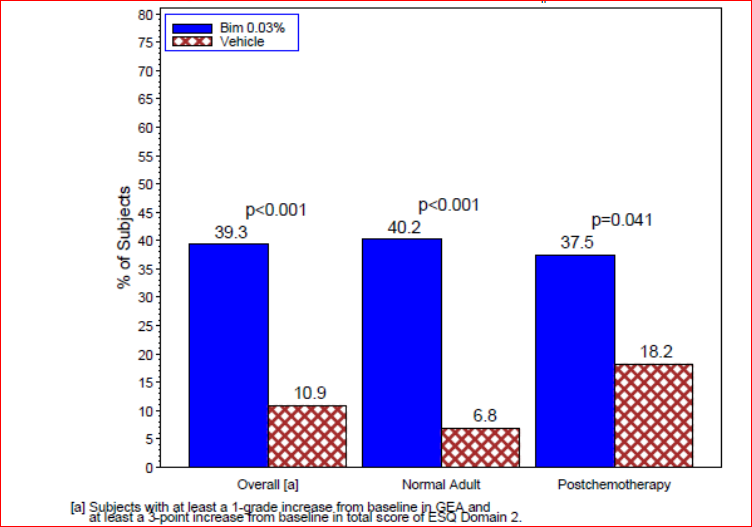 Bim 0.03%
Vehicle
80
75
70
65
60
55
50
45
40
35
30
25
20
15
10
5
0
% of Subjects
p<0.001
39.3
10.9
p<0.001
40.2
6.8
p=0.041
37.5
18.2
Overall [a]
Normal Adult
Postchemotherapy
[a] Subjects with at least a 1-grade increase from baseline in GEA and
at least a 3-point increase from baseline in total score of ESQ Domain 2.